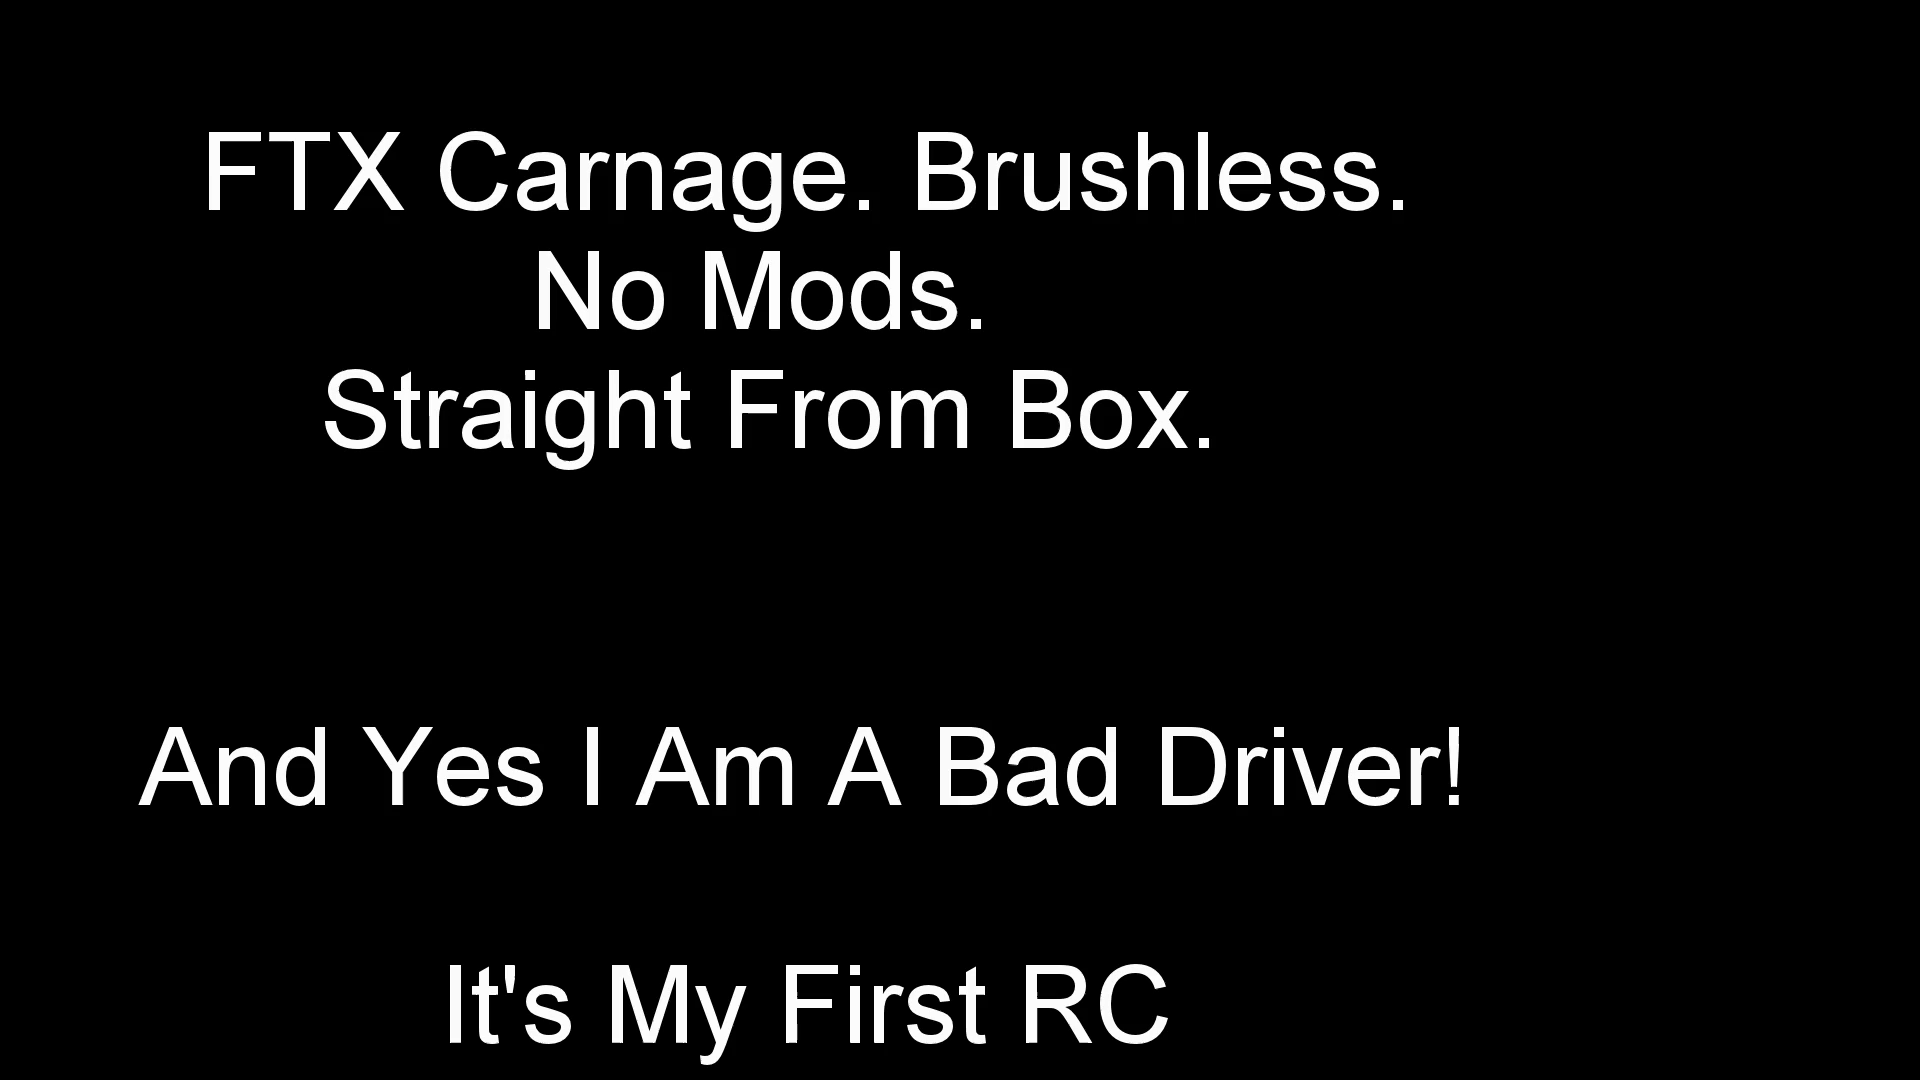 FTX Carnage. Brushless.
No Mods.
Straight From Box.
And Yes I Am A Bad Driver!
It's My First RC